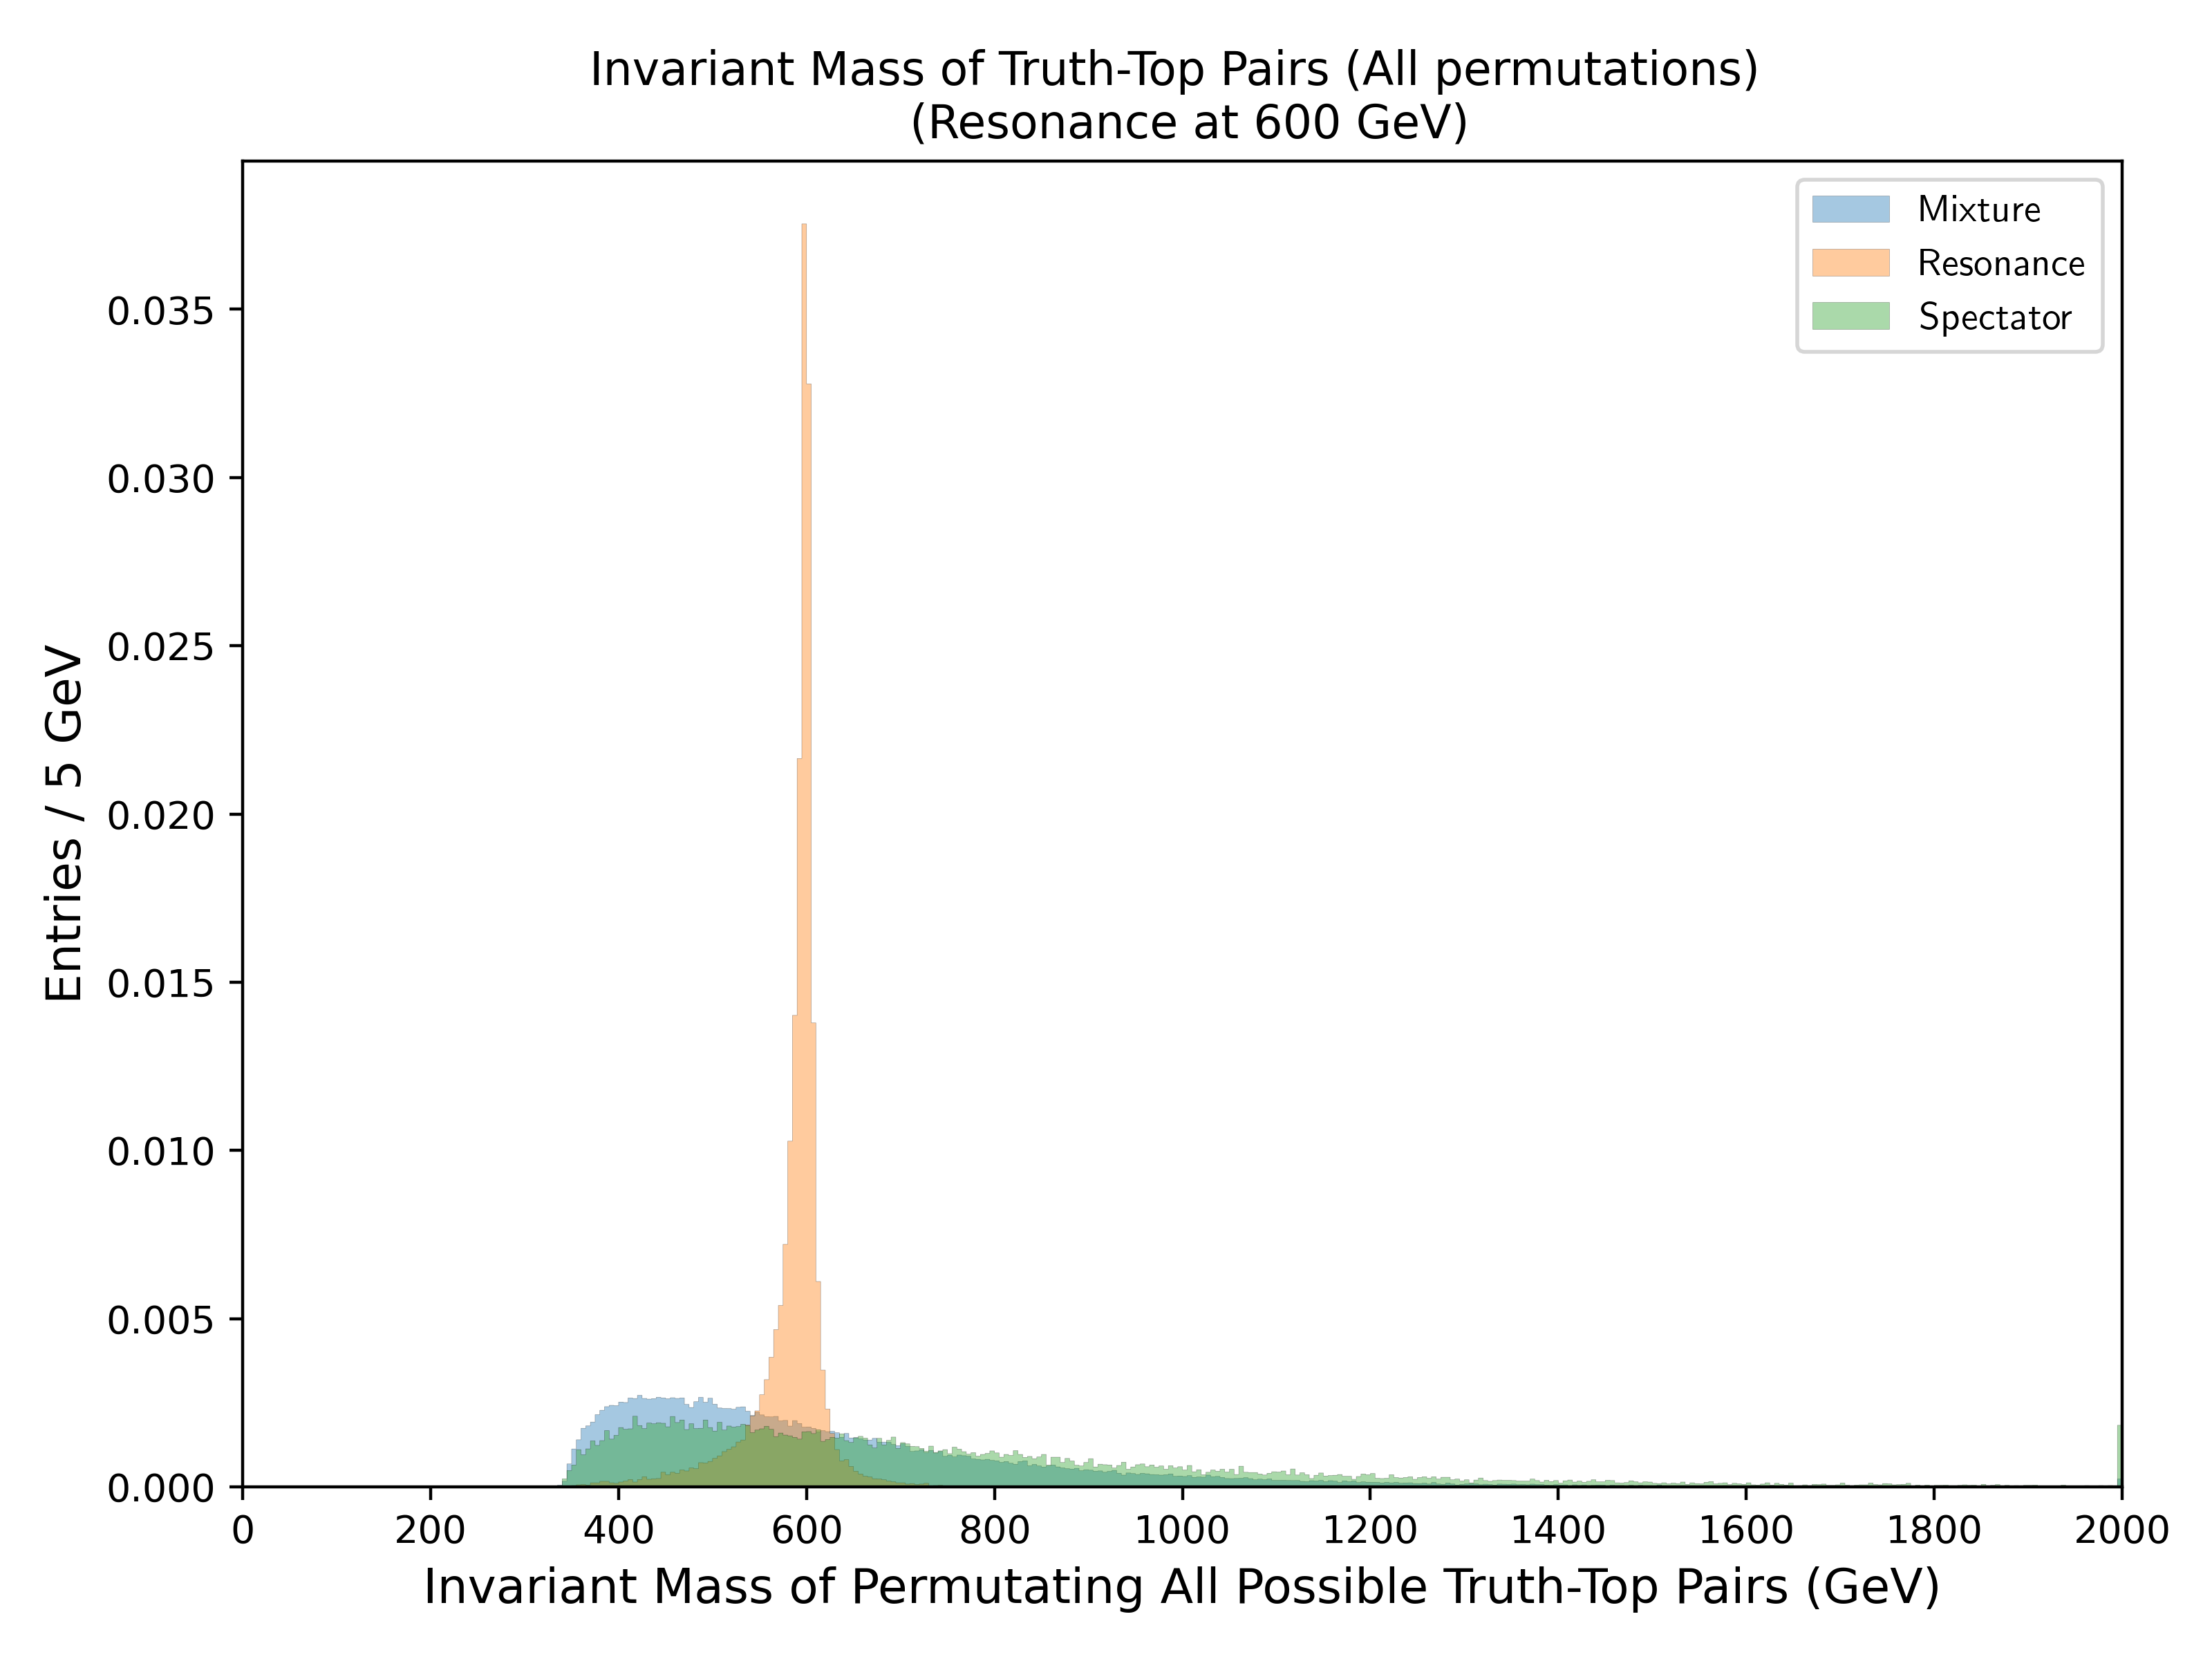 Invariant Mass of Truth-Top Pairs (All permutations)
(Resonance at 600 GeV)
Mixture
Resonance
Spectator
Entries / 5 GeV
0.035
0.030
0.025
0.020
0.015
0.010
0.005
0.000
0 200 400 600 800 1000 1200 1400 1600 1800 2000
Invariant Mass of Permutating All Possible Truth-Top Pairs (GeV)